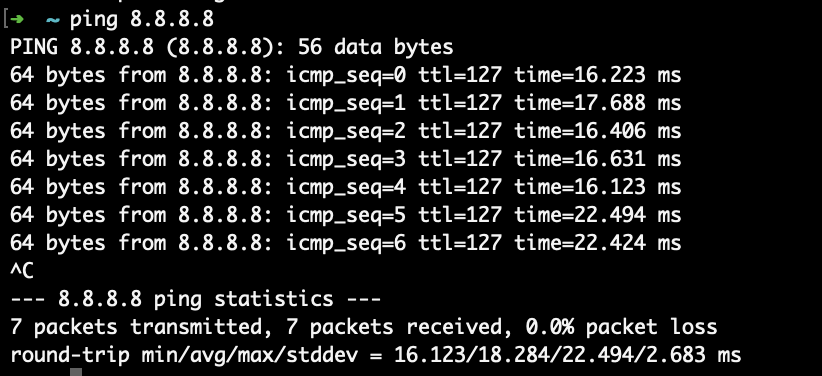 [➜  ~ ping 8.8.8.8
PING 8.8.8.8 (8.8.8.8): 56 data bytes
64 bytes from 8.8.8.8: icmp_seq=0 ttl=127 time=16.223 ms
64 bytes from 8.8.8.8: icmp_seq=1 ttl=127 time=17.688 ms
64 bytes from 8.8.8.8: icmp_seq=2 ttl=127 time=16.406 ms
64 bytes from 8.8.8.8: icmp_seq=3 ttl=127 time=16.631 ms
64 bytes from 8.8.8.8: icmp_seq=4 ttl=127 time=16.123 ms
64 bytes from 8.8.8.8: icmp_seq=5 ttl=127 time=22.494 ms
64 bytes from 8.8.8.8: icmp_seq=6 ttl=127 time=22.424 ms
^C
--- 8.8.8.8 ping statistics ---
7 packets transmitted, 7 packets received, 0.0% packet loss
round-trip min/avg/max/stddev = 16.123/18.284/22.494/2.683 ms